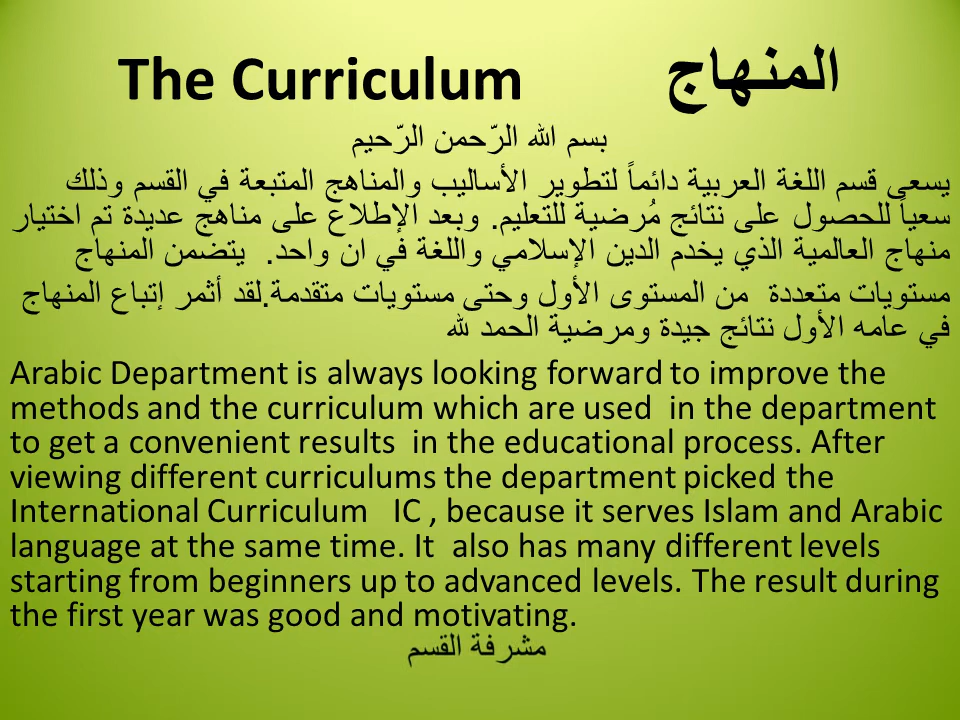 The Curriculum المنهاج
بسم الله الرّحمن الرّحيم
يسعى قسم اللغة العربية دائماً لتطوير الأساليب والمناهج المتبعة في القسم وذلك
سعياً للحصول على نتائج مُرضية للتعليم. وبعد الإطلاع على مناهج عديدة تم اختيار
منهاج العالمية الذي يخدم الدين الإسلامي واللغة في ان واحد. يتضمن المنهاج
مستويات متعددة من المستوى الأول وحتى مستويات متقدمة.لقد أثمر إتباع المنهاج
في عامه الأول نتائج جيدة ومرضية الحمد لله
Arabic Department is always looking forward to improve the
methods and the curriculum which are used in the department
to get a convenient results in the educational process. After
viewing different curriculums the department picked the
International Curriculum IC , because it serves Islam and Arabic
language at the same time. It also has many different levels
starting from beginners up to advanced levels. The result during
the first year was good and motivating.
مشرفة القسم